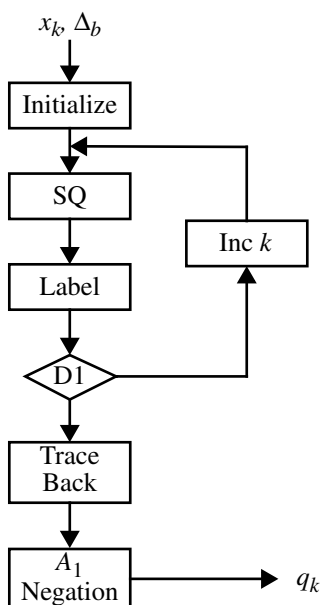 x_k, Δ_b
Initialize
SQ
Inc k
Label
D1
Trace
Back
A_1
Negation
q_k